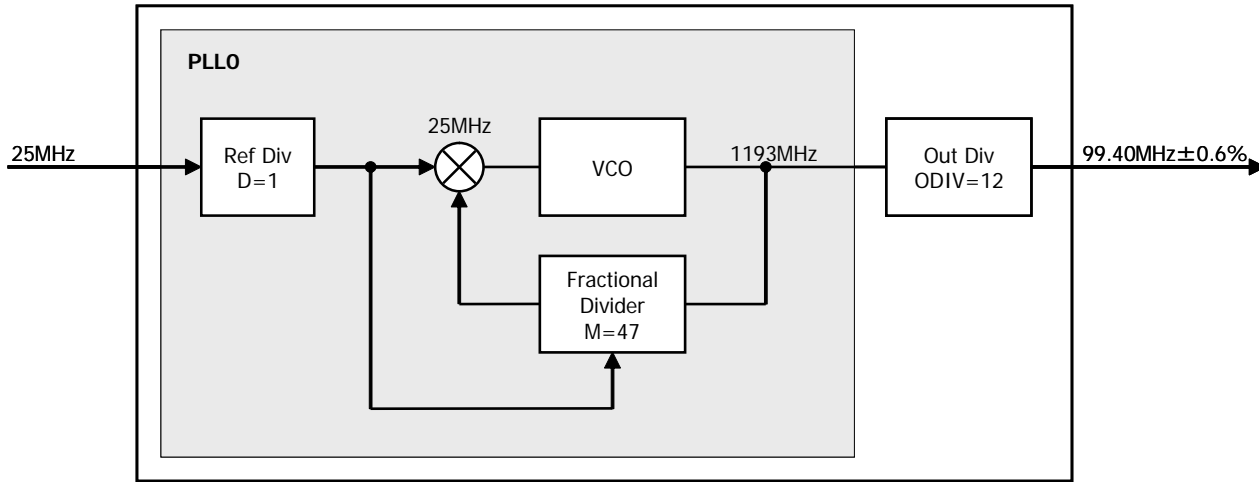 PLL0
25MHz
Ref Div
D=1
25MHz
VCO
1193MHz
Out Div
ODIV=12
99.40MHz±0.6%
Fractional
Divider
M=47